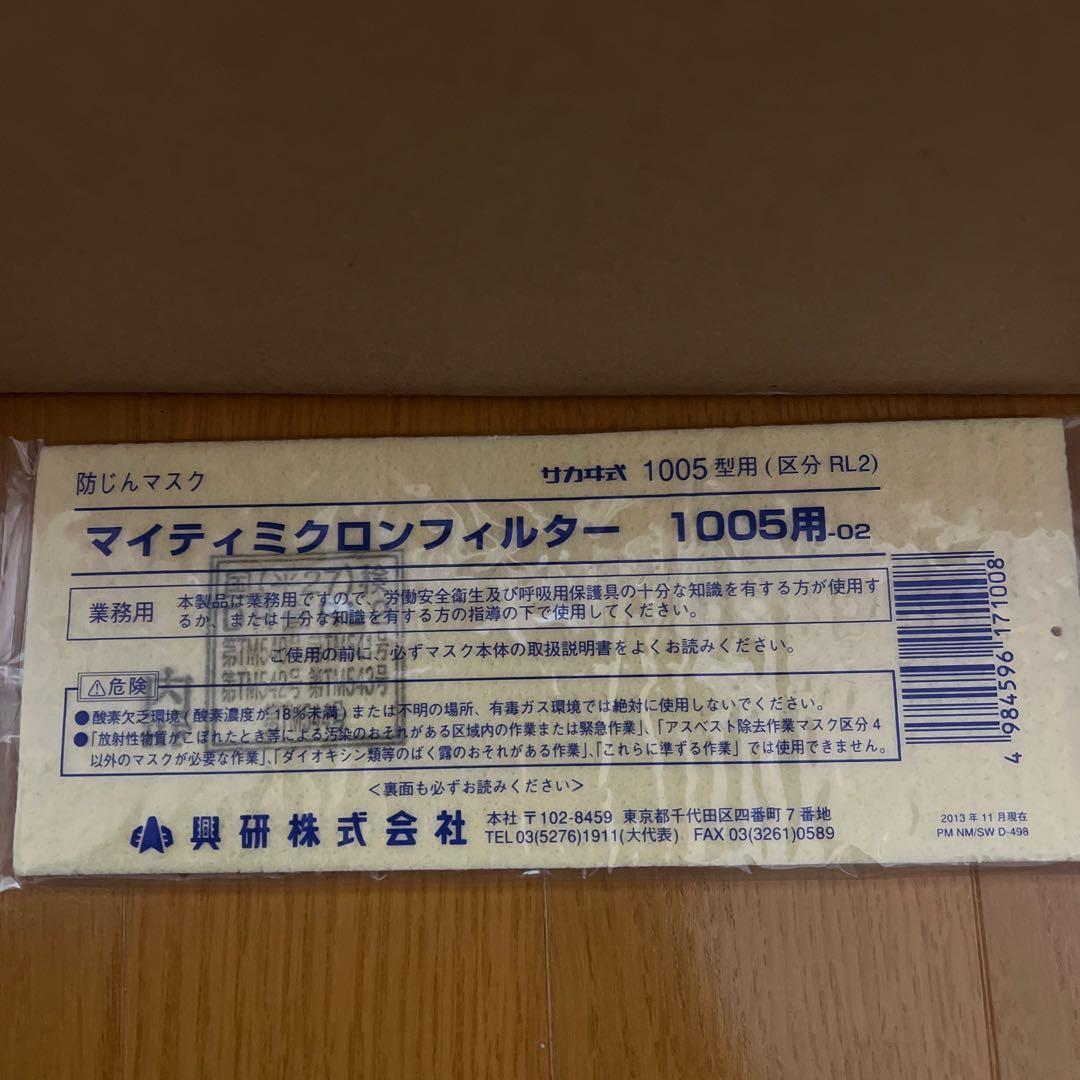 防じんマスク
サカヰ式 1005型用(区分 RL2)
マイティミクロンフィルター 1005用-02
業務用
本製品は業務用ですので、労働安全衛生及び呼吸用保護具の十分な知識を有する方が使用す
るか、または十分な知識を有する方の指導の下で使用してください。
ご使用の前に、必ずマスク本体の取扱説明書をよくお読みください。
⚠危険
●酸素欠乏環境(酸素濃度が18%未満)または不明の場所、有毒ガス環境では絶対に使用しないでください。
●「放射性物質がこぼれたとき等による汚染のおそれがある区域内の作業または緊急作業」、「アスベスト除去作業マスク区分4
以外のマスクが必要な作業」、「ダイオキシン類等のばく露のおそれがある作業」、「これらに準ずる作業」では使用できません。
<裏面も必ずお読みください>
興研株式会社
本社 〒102-8459 東京都千代田区四番町7番地
TEL 03(5276)1911(大代表) FAX 03(3261)0589
2013年11月現在
PM NM/SW D-498
4 984596 171008
第TM542号 第TM543号